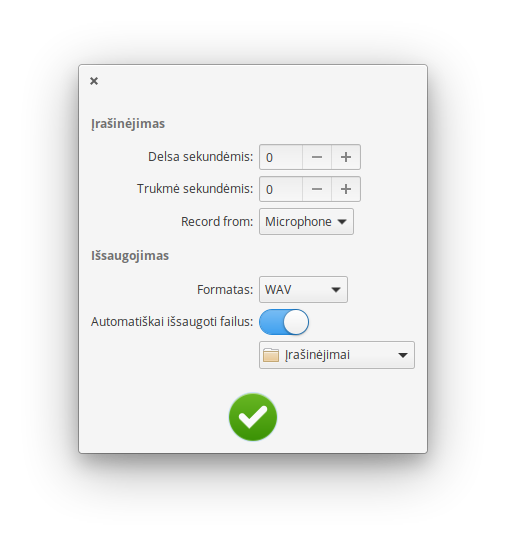 Įrašinėjimas
Delsa sekundėmis: 0
Trukmė sekundėmis: 0
Record from: Microphone
Išsaugojimas
Formatas: WAV
Automatiškai išsaugoti failus:
Įrašinėjimai